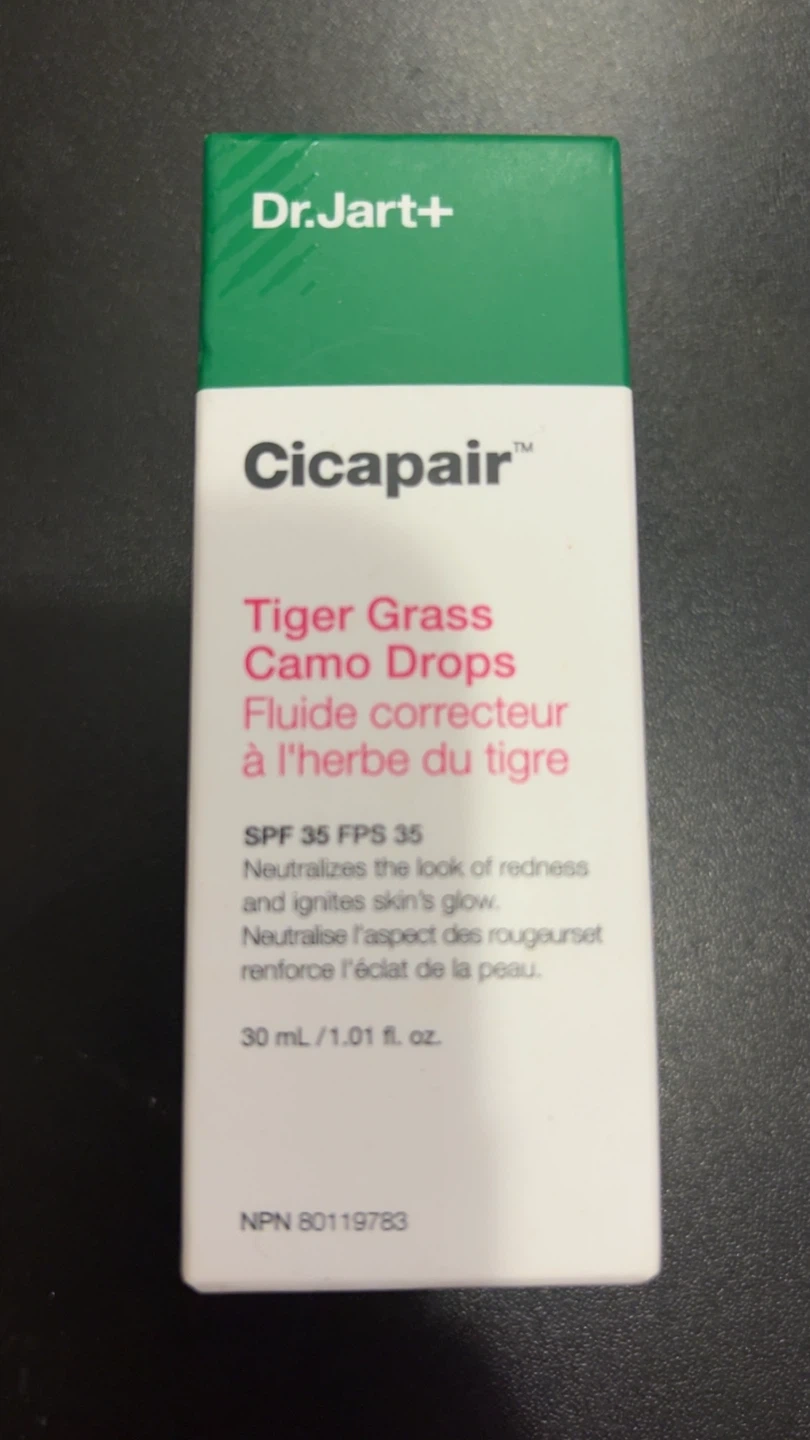 Dr.Jart+
Cicapair™
Tiger Grass
Camo Drops
Fluide correcteur
à l'herbe du tigre
SPF 35 FPS 35
Neutralizes the look of redness
and ignites skin's glow.
Neutralise l'aspect des rougeurset
renforce l'éclat de la peau.
30 mL / 1.01 fl. oz.
NPN 80119783